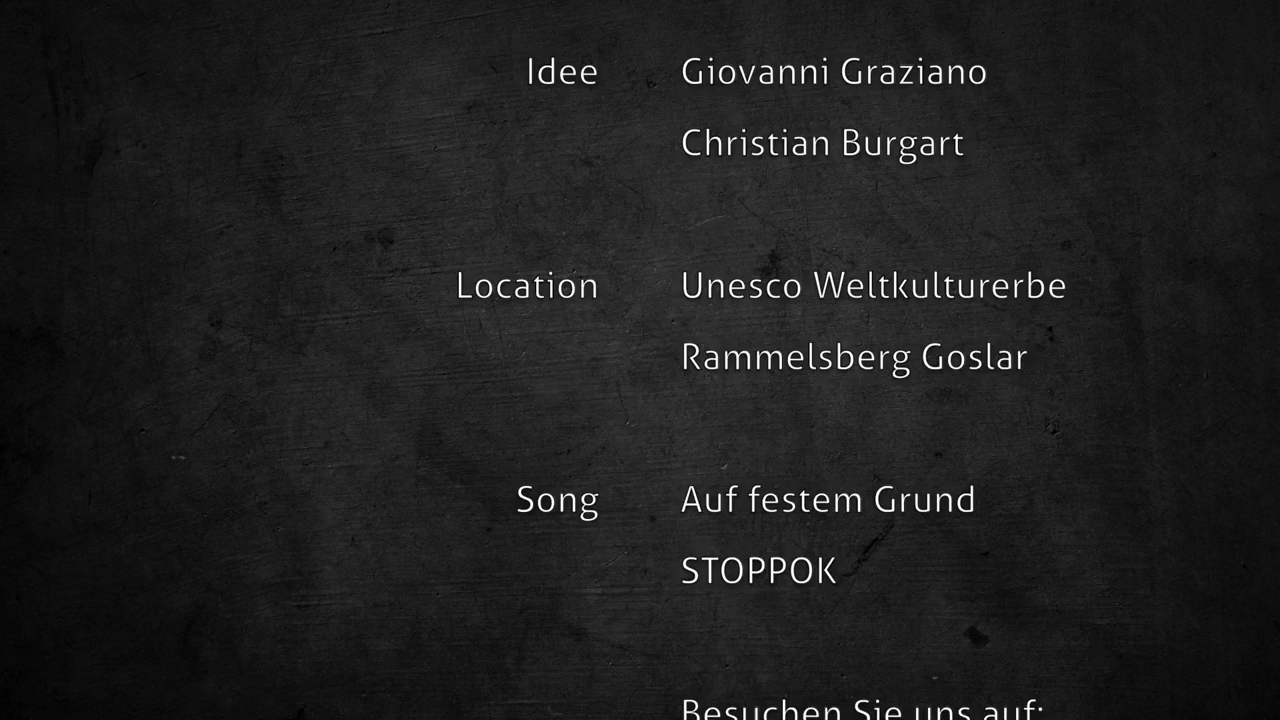 Idee Giovanni Graziano
Christian Burgart
Location Unesco Weltkulturerbe
Rammelsberg Goslar
Song Auf festem Grund
STOPPOK
Besuchen Sie uns auf: